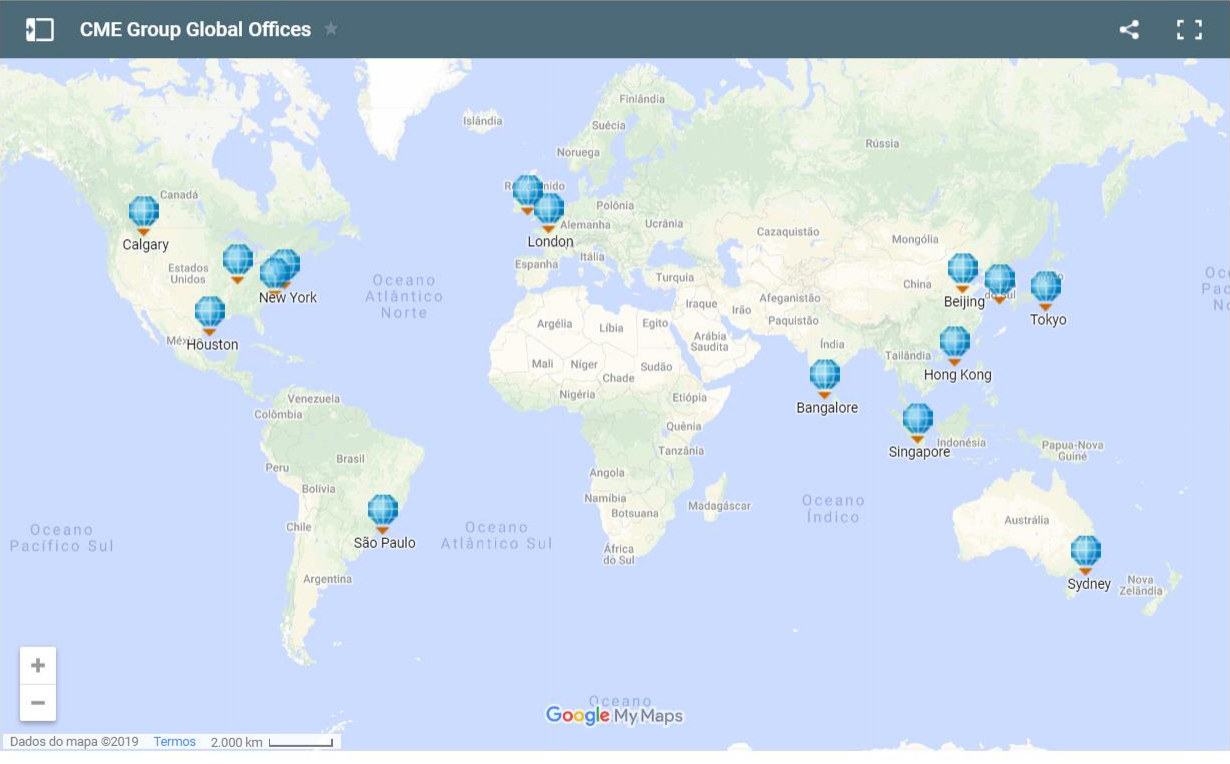 CME Group Global Offices
Finlândia
Islândia
Suécia
Rússia
Noruega
Canadá
Polônia
Alemanha
Ucrânia
Calgary
London
Cazaquistão
Mongólia
Itália
Espanha
Estados
Unidos
Oceano
Atlântico
Norte
Turquia
China
New York
Beijing
do Sul
Iraque
Afeganistão
Irão
Paquistão
Tokyo
Argélia
Líbia
Egito
Arábia
Saudita
Houston
Índia
Tailândia
Mali
Níger
Sudão
Chade
Hong Kong
Nigéria
Etiópia
Venezuela
Colômbia
Bangalore
Quênia
Singapore
Indonésia
Papua-Nova
Guiné
Tanzânia
Brasil
Peru
Angola
Bolívia
Namíbia
Botsuana
Madagáscar
Oceano
Índico
Austrália
Oceano
Pacífico Sul
Chile
São Paulo
Oceano
Atlântico Sul
África
do Sul
Argentina
Sydney
Nova
Zelândia
Oceano
Google My Maps
Dados do mapa ©2019 Termos 2.000 km